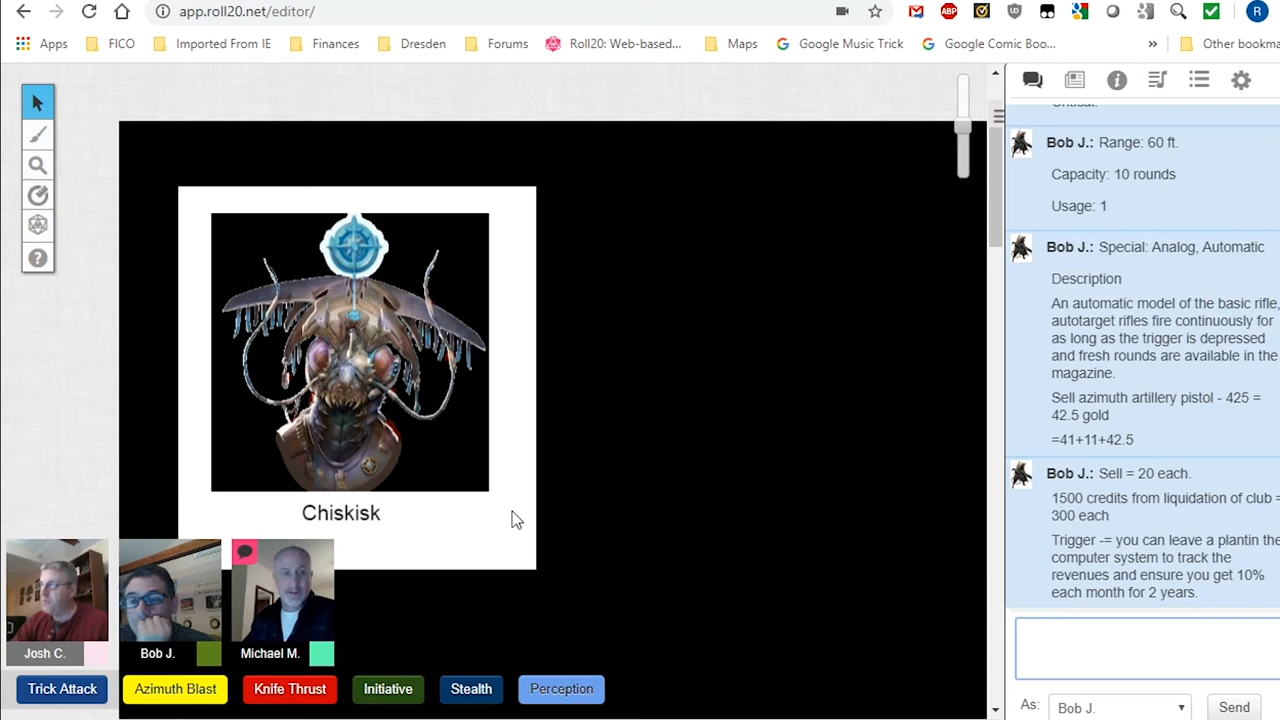 app.roll20.net/editor/
R
Apps FICO Imported From IE Finances Dresden Forums Roll20: Web-based... Maps Google Music Trick Google Comic Boo... » Other bookma
Bob J.: Range: 60 ft.
Capacity: 10 rounds
Usage: 1
Bob J.: Special: Analog, Automatic
Description
An automatic model of the basic rifle,
autotarget rifles fire continuously for
as long as the trigger is depressed
and fresh rounds are available in the
magazine.
Sell azimuth artillery pistol - 425 =
42.5 gold
=41+11+42.5
Bob J.: Sell = 20 each.
1500 credits from liquidation of club =
300 each
Trigger -= you can leave a plantin the
computer system to track the
revenues and ensure you get 10%
each month for 2 years.
Chiskisk
Josh C. Bob J. Michael M.
Trick Attack Azimuth Blast Knife Thrust Initiative Stealth Perception
As: Bob J. Send